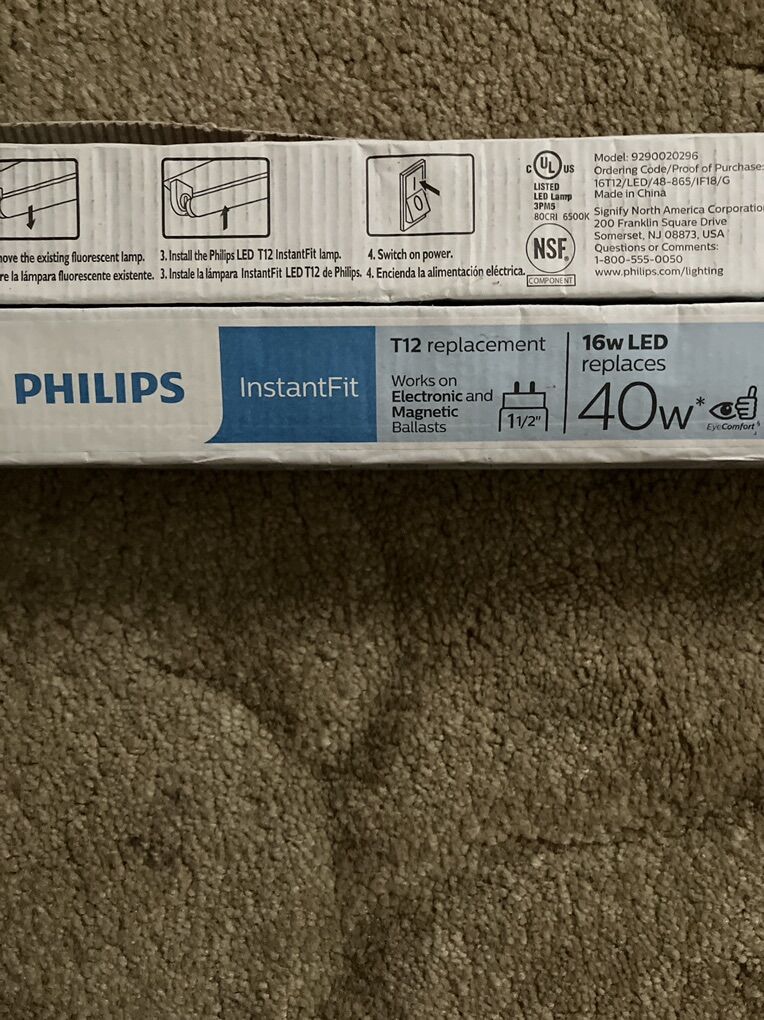 ove the existing fluorescent lamp.
re la lámpara fluorescente existente.
3. Install the Philips LED T12 InstantFit lamp.
3. Instale la lámpara InstantFit LED T12 de Philips.
4. Switch on power.
4. Encienda la alimentación eléctrica.
C UL US
LISTED
LED Lamp
3PM5
80CRI 6500K
NSF®
COMPONENT
Model: 9290020296
Ordering Code/Proof of Purchase:
16T12/LED/48-865/IF18/G
Made in China
Signify North America Corporatio
200 Franklin Square Drive
Somerset, NJ 08873, USA
Questions or Comments:
1-800-555-0050
www.philips.com/lighting
PHILIPS
InstantFit
T12 replacement
Works on
Electronic and
Magnetic
Ballasts
1 1/2"
16w LED
replaces
40w*
EyeComfort